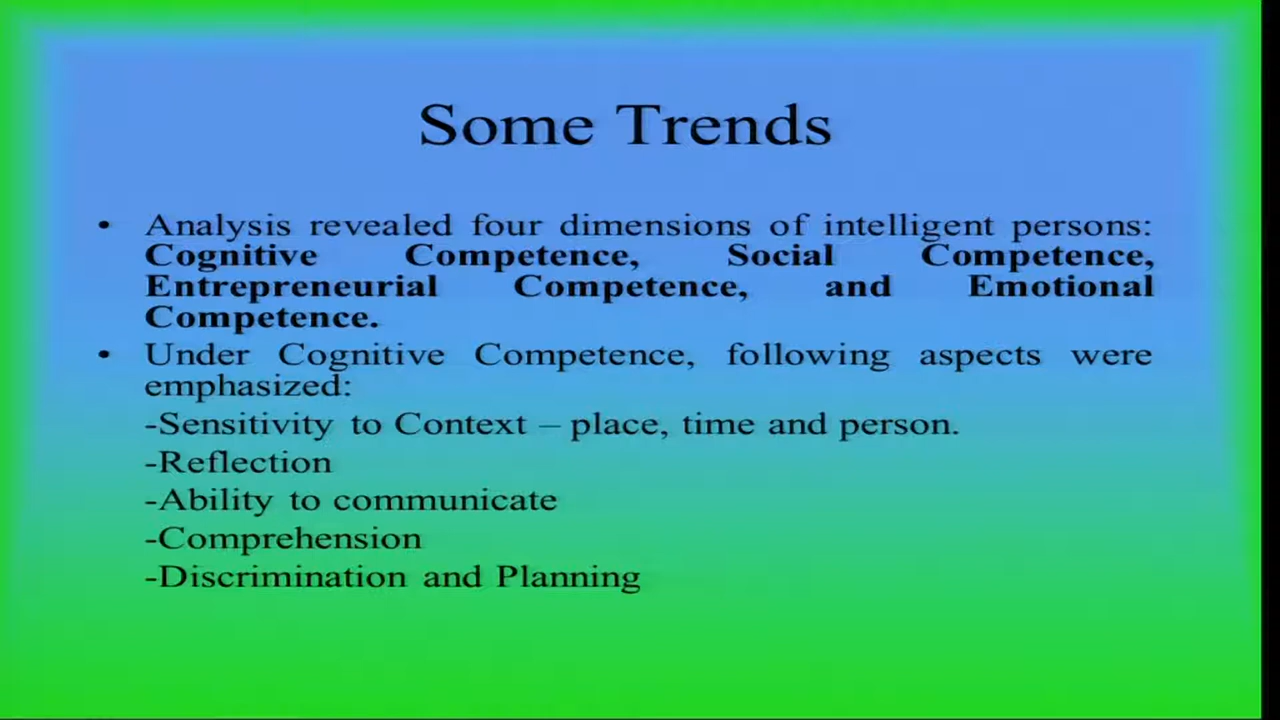 Some Trends
• Analysis revealed four dimensions of intelligent persons:
Cognitive Competence, Social Competence,
Entrepreneurial Competence, and Emotional
Competence.
• Under Cognitive Competence, following aspects were
emphasized:
-Sensitivity to Context – place, time and person.
-Reflection
-Ability to communicate
-Comprehension
-Discrimination and Planning